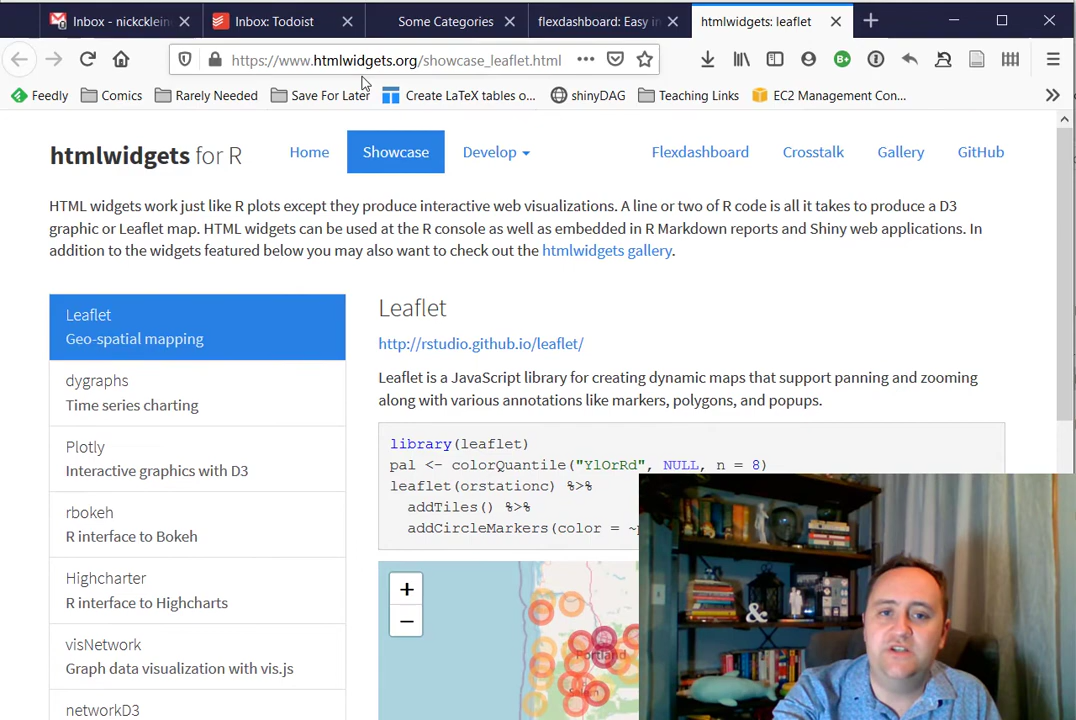 Inbox - nickcklein
Inbox: Todoist
Some Categories
flexdashboard: Easy in
htmlwidgets: leaflet
https://www.htmlwidgets.org/showcase_leaflet.html
Feedly
Comics
Rarely Needed
Save For Later
Create LaTeX tables o...
shinyDAG
Teaching Links
EC2 Management Con...
htmlwidgets for R
Home
Showcase
Develop
Flexdashboard
Crosstalk
Gallery
GitHub
HTML widgets work just like R plots except they produce interactive web visualizations. A line or two of R code is all it takes to produce a D3
graphic or Leaflet map. HTML widgets can be used at the R console as well as embedded in R Markdown reports and Shiny web applications. In
addition to the widgets featured below you may also want to check out the htmlwidgets gallery.
Leaflet
Geo-spatial mapping
dygraphs
Time series charting
Plotly
Interactive graphics with D3
rbokeh
R interface to Bokeh
Highcharter
R interface to Highcharts
visNetwork
Graph data visualization with vis.js
networkD3
Leaflet
http://rstudio.github.io/leaflet/
Leaflet is a JavaScript library for creating dynamic maps that support panning and zooming
along with various annotations like markers, polygons, and popups.
library(leaflet)
pal <- colorQuantile("YlOrRd", NULL, n = 8)
leaflet(orstationc) %>%
addTiles() %>%
addCircleMarkers(color = ~p
+
−
Portland
Salem
&